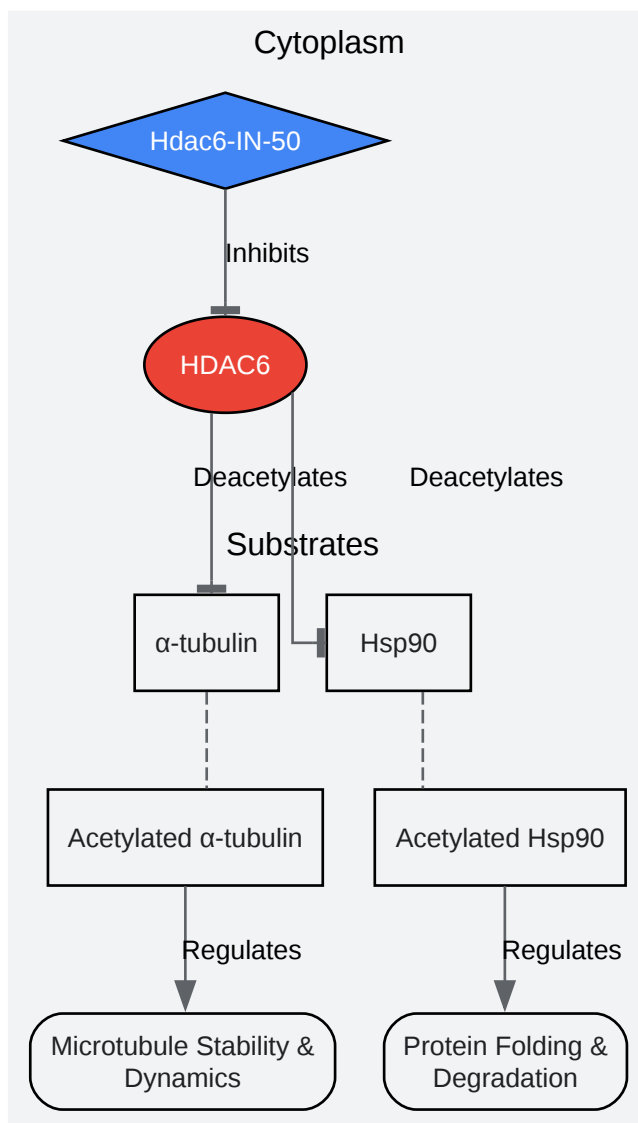 Cytoplasm
Hdac6-IN-50
Inhibits
HDAC6
Deacetylates
Deacetylates
Substrates
α-tubulin
Hsp90
Acetylated α-tubulin
Acetylated Hsp90
Regulates
Regulates
Microtubule Stability &
Dynamics
Protein Folding &
Degradation